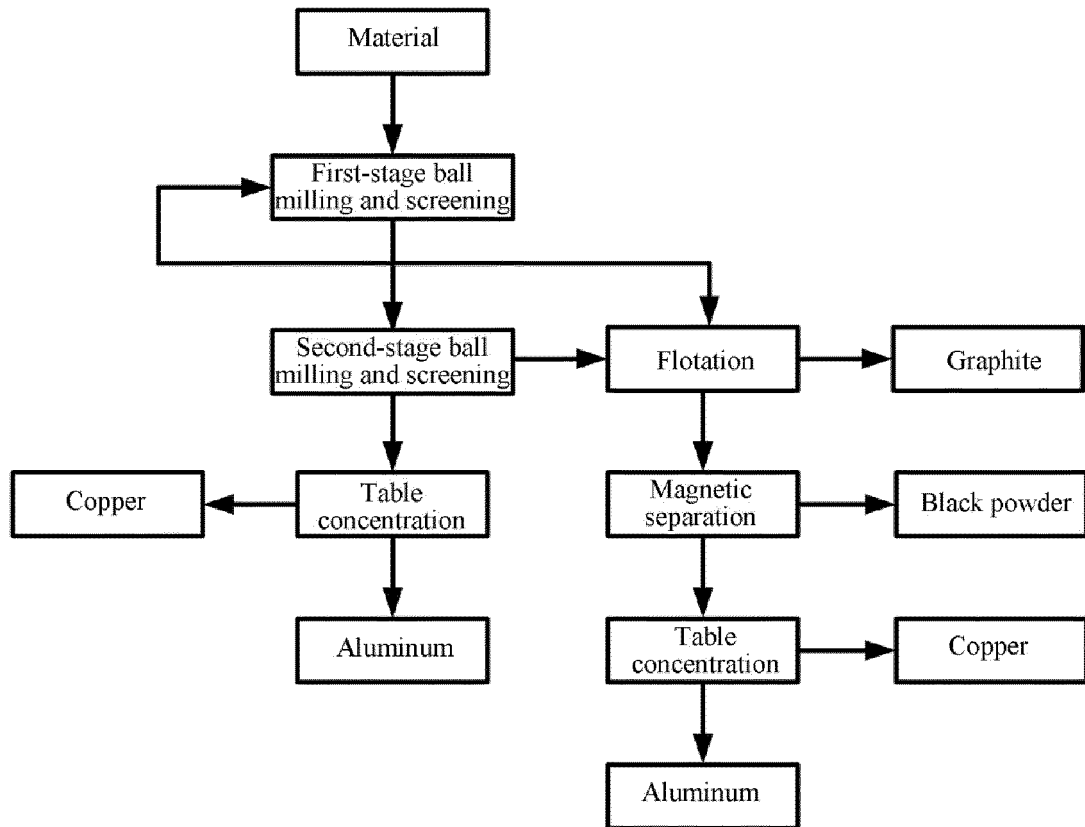 Material
First-stage ball
milling and screening
Second-stage ball
milling and screening
Flotation
Graphite
Copper
Table
concentration
Magnetic
separation
Black powder
Aluminum
Table
concentration
Copper
Aluminum